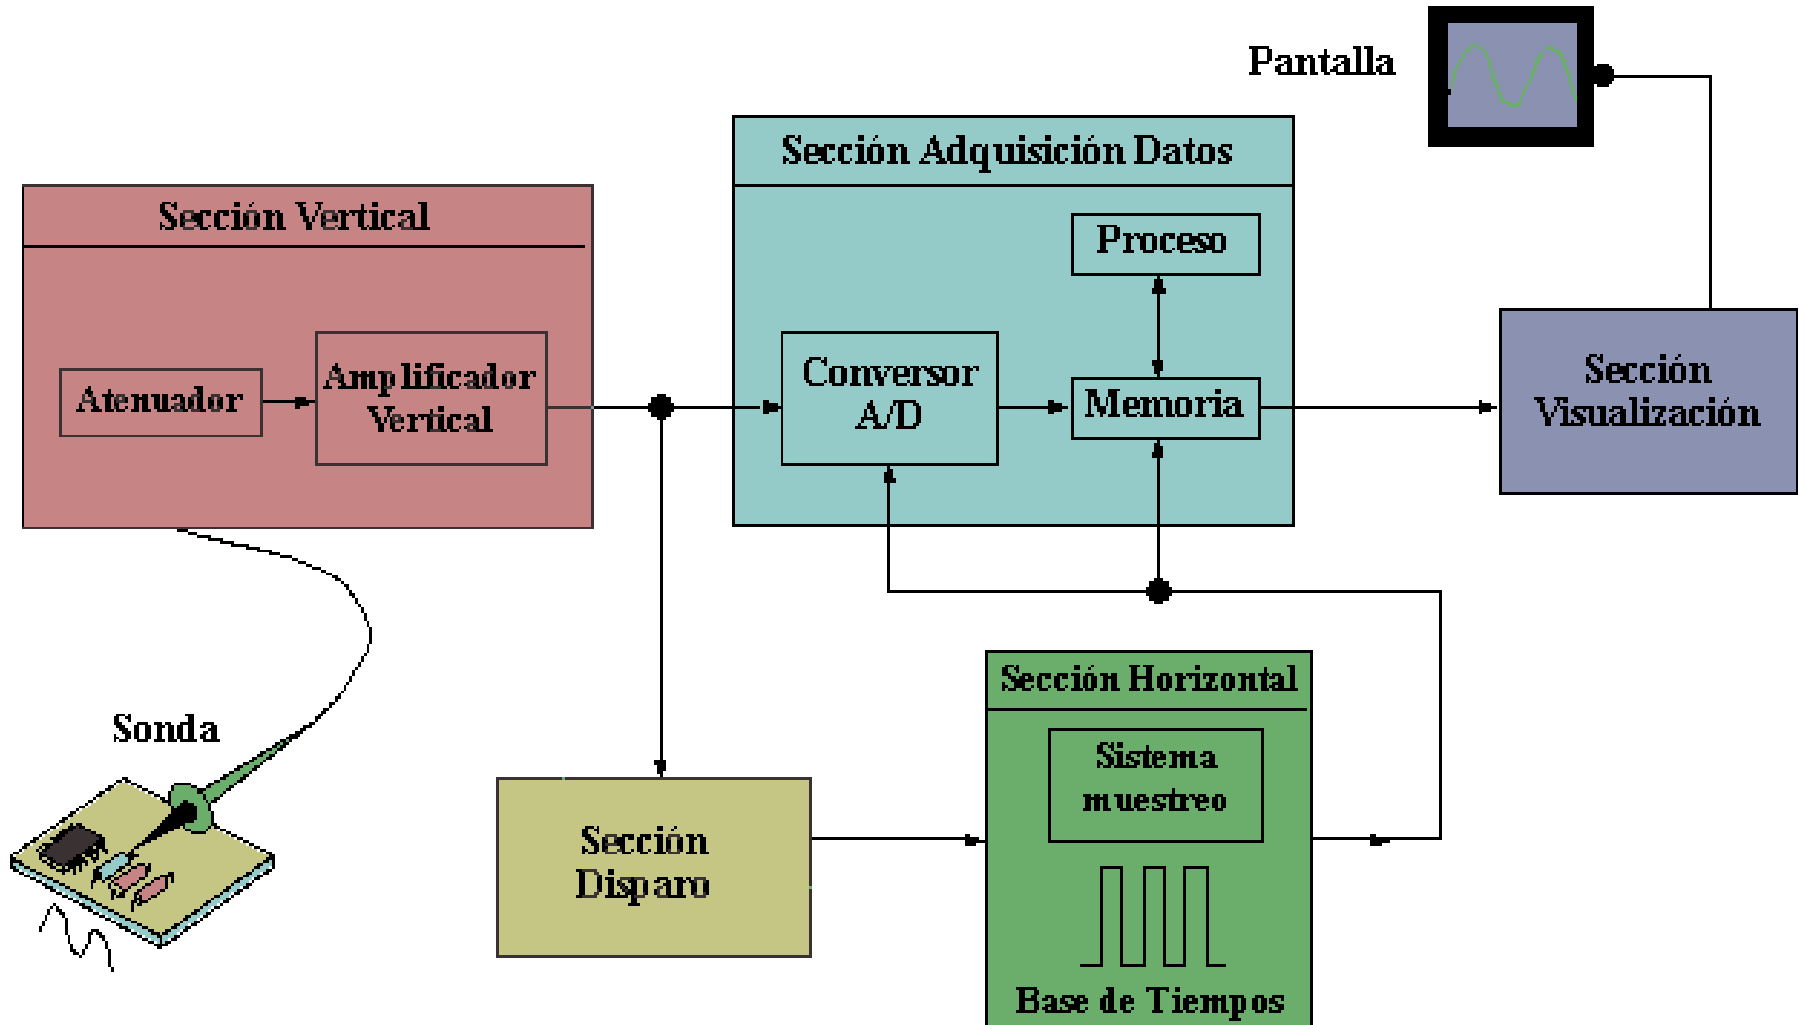 Pantalla
Sección Adquisición Datos
Sección Vertical
Proceso
Atenuador
Amplificador
Vertical
Conversor
A/D
Memoria
Sección
Visualización
Sonda
Sección Horizontal
Sistema
muestreo
Sección
Disparo
Base de Tiempos